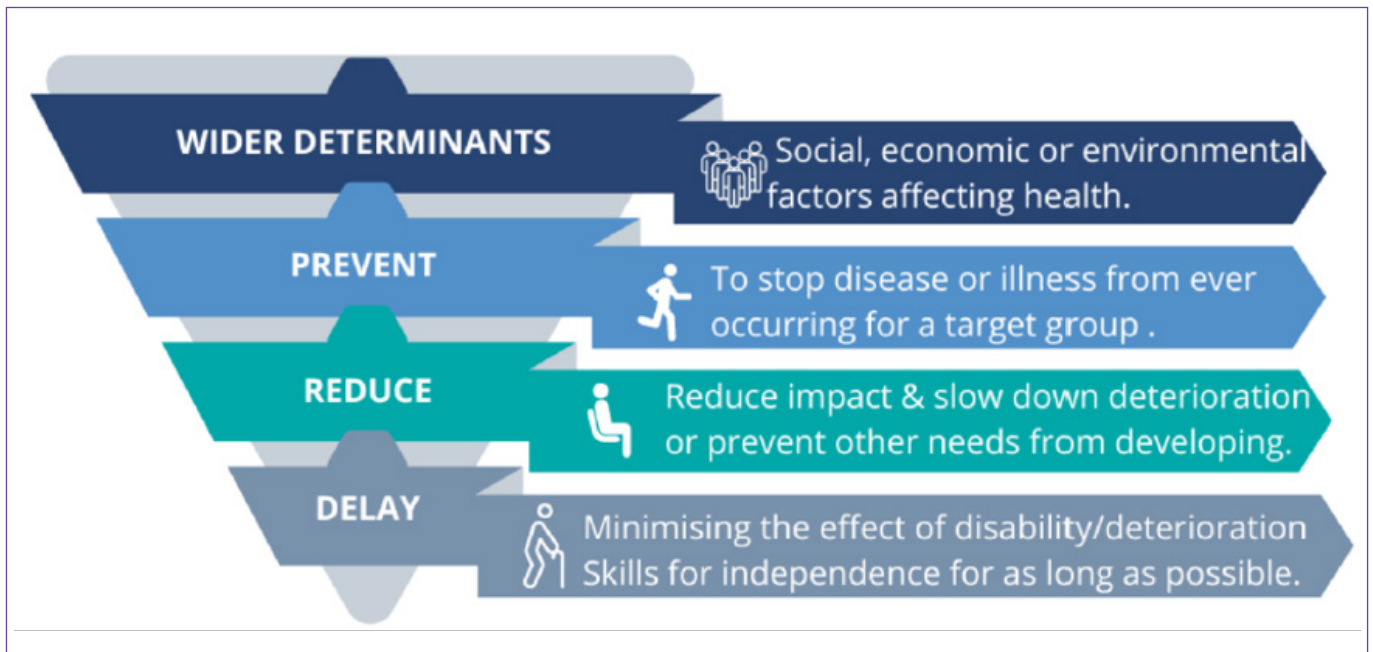 WIDER DETERMINANTS
Social, economic or environmental
factors affecting health.
PREVENT
To stop disease or illness from ever
occurring for a target group .
REDUCE
Reduce impact & slow down deterioration
or prevent other needs from developing.
DELAY
Minimising the effect of disability/deterioration
Skills for independence for as long as possible.